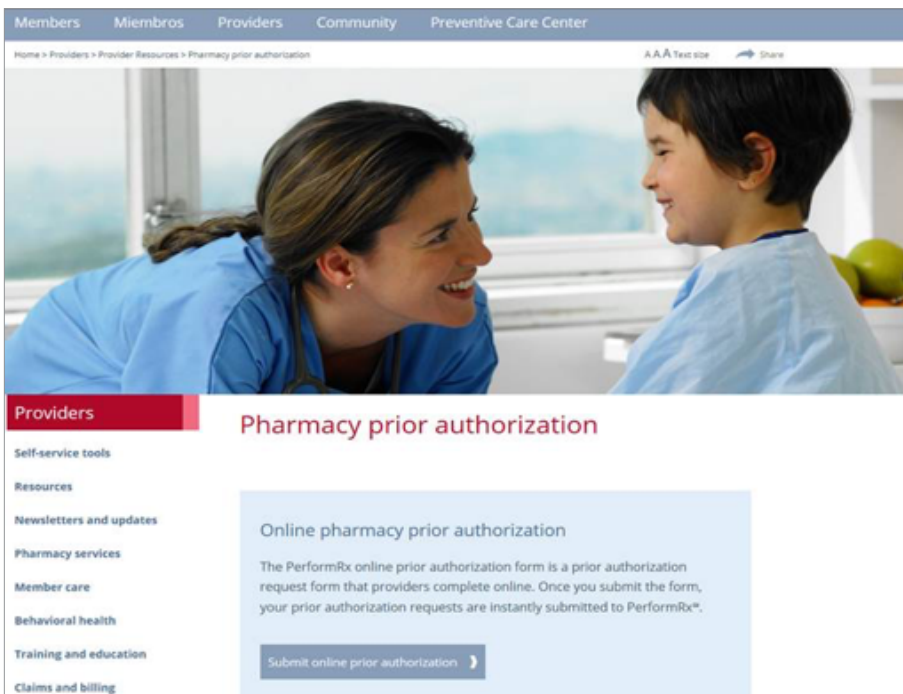 Members Miembros Providers Community Preventive Care Center
Home > Providers > Provider Resources > Pharmacy prior authorization
A A A Text size Share
Providers
Self-service tools
Resources
Newsletters and updates
Pharmacy services
Member care
Behavioral health
Training and education
Claims and billing
Pharmacy prior authorization
Online pharmacy prior authorization
The PerformRx online prior authorization form is a prior authorization
request form that providers complete online. Once you submit the form,
your prior authorization requests are instantly submitted to PerformRx℠.
Submit online prior authorization